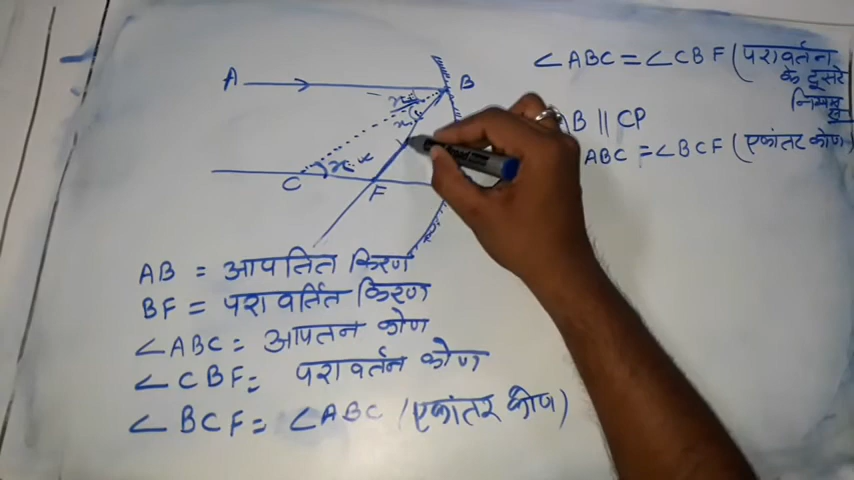 ∠ABC = ∠CBF (परावर्तन
के दूसरे
नियम
से
B || CP
ABC = ∠BCF (एकांतर कोण)
A
B
x
x
C
x
F
AB = आपतित किरण
BF = परावर्तित किरण
∠ABC = आपतन कोण
∠CBF = परावर्तन कोण
∠BCF = ∠ABC (एकांतर कोण)